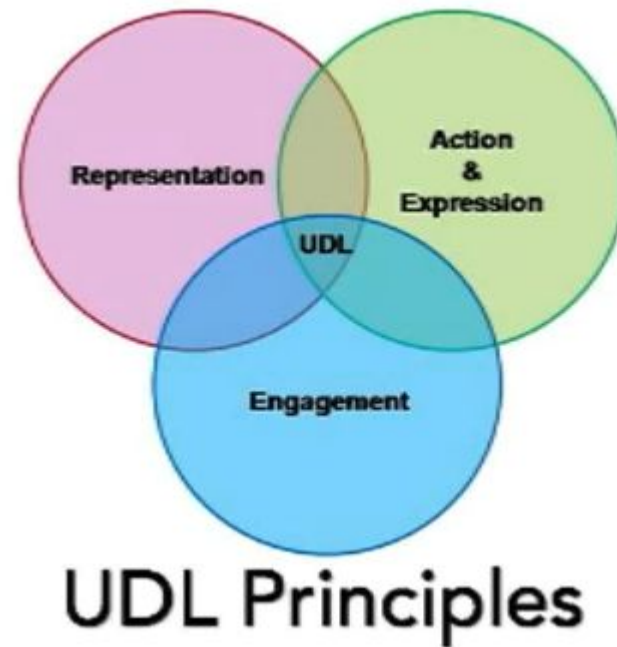 Representation
Action
&
Expression
UDL
Engagement
UDL Principles